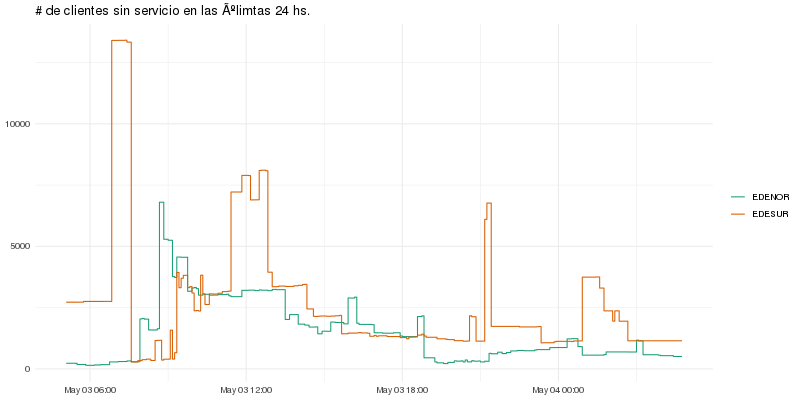 # de clientes sin servicio en las Ãºlimtas 24 hs.
10000
5000
0
May 03 06:00
May 03 12:00
May 03 18:00
May 04 00:00
EDENOR
EDESUR